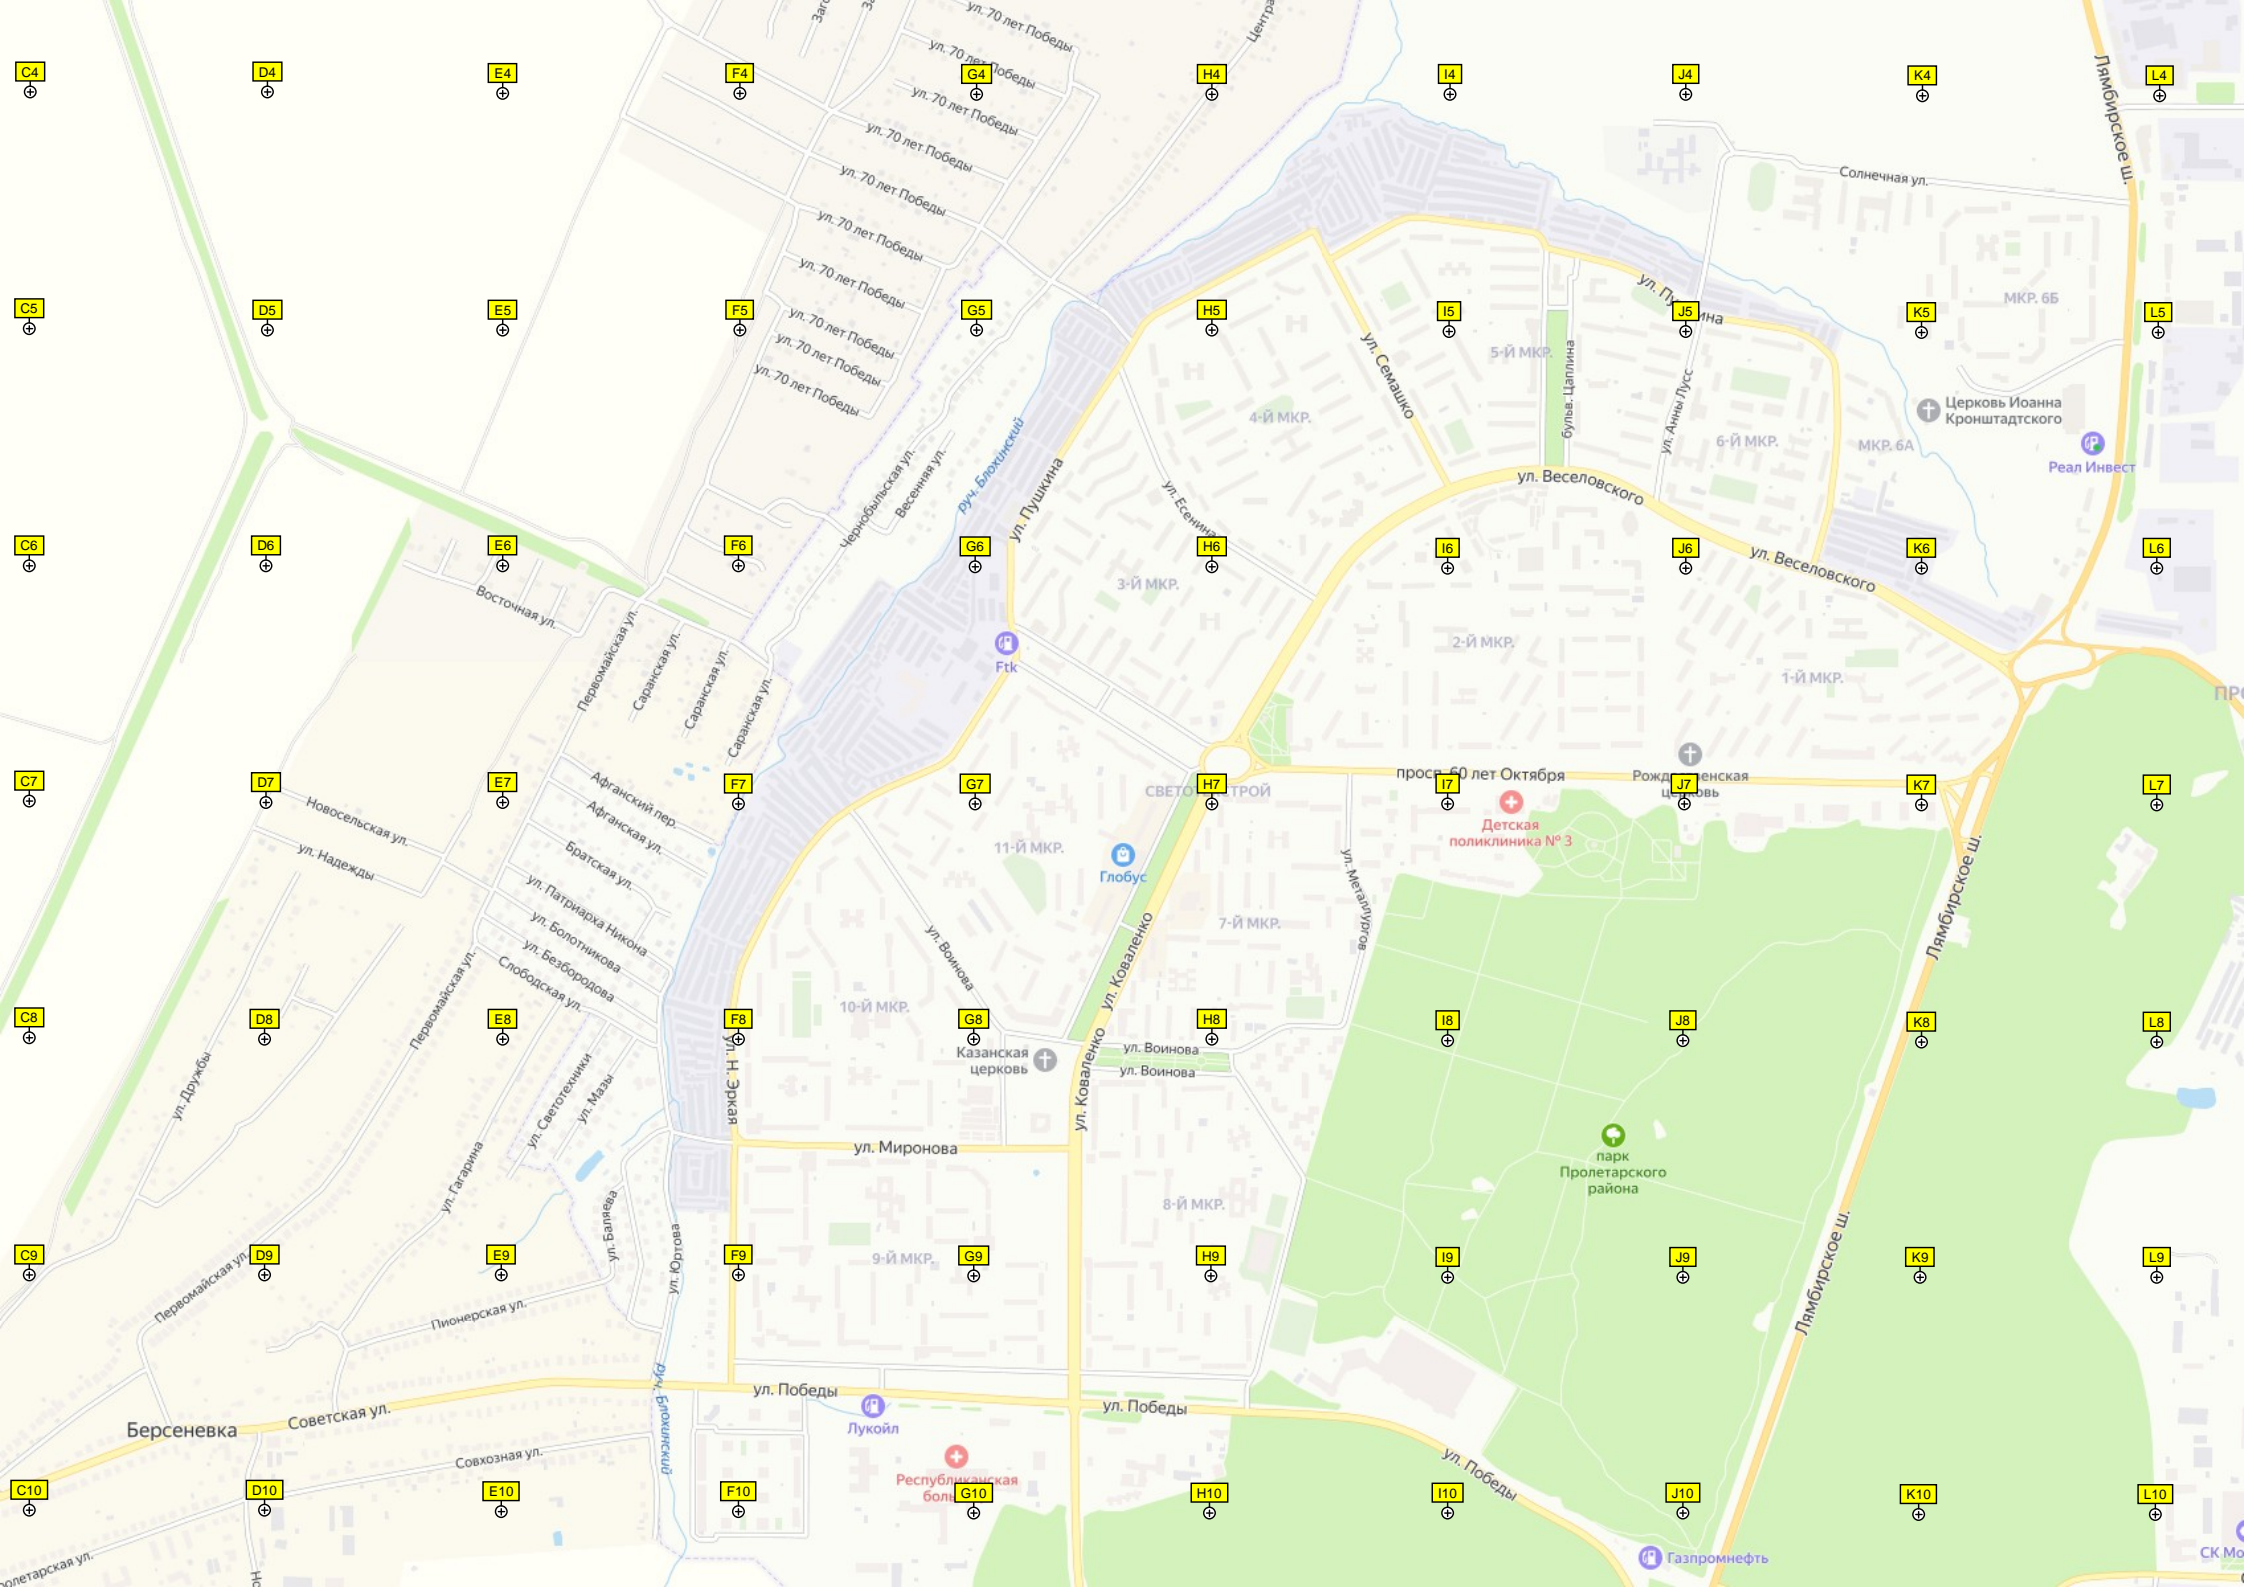 ул. 70 лет Победы
Лямбирское ш.
ул. 70 лет Победы
C4
D4
E4
F4
G4
H4
I4
J4
K4
L4
ул. 70 лет Победы
ул. 70 лет Победы
ул. 70 лет Победы
Солнечная ул.
ул. 70 лет Победы
ул. 70 лет Победы
МКР. 6Б
C5
D5
E5
F5
G5
H5
I5
J5
K5
L5
ул. 70 лет Победы
ул. 70 лет Победы
ул. 70 лет Победы
ул. Семашко
5-Й МКР.
бульв. Цаплина
ул. Анны Лусс
4-Й МКР.
6-Й МКР.
МКР. 6А
Церковь Иоанна
Кронштадтского
Реал Инвест
руч. Блохинский
Чернобыльская ул.
Весенняя ул.
ул. Пушкина
ул. Есенина
ул. Веселовского
ул. Веселовского
C6
D6
E6
F6
G6
H6
I6
J6
K6
L6
3-Й МКР.
Восточная ул.
Первомайская ул.
Саранская ул.
Саранская ул.
Саранская ул.
Ftk
2-Й МКР.
1-Й МКР.
C7
D7
E7
F7
G7
H7
I7
J7
K7
L7
просп. 60 лет Октября
Детская
поликлиника № 3
Новосельская ул.
ул. Надежды
Афганский пер.
Афганская ул.
Братская ул.
ул. Патриарха Никона
ул. Болотникова
ул. Безбородова
Слободская ул.
11-Й МКР.
Глобус
7-Й МКР.
ул. Металлургов
Лямбирское ш.
ул. Воинова
ул. Коваленко
Первомайская ул.
10-Й МКР.
C8
D8
E8
F8
G8
H8
I8
J8
K8
L8
Казанская
церковь
ул. Воинова
ул. Воинова
ул. Коваленко
ул. Н. Эркая
ул. Дружбы
ул. Светотехники
ул. Мазы
ул. Гагарина
ул. Миронова
парк
Пролетарского
района
8-Й МКР.
9-Й МКР.
ул. Баляева
ул. Юртова
C9
D9
E9
F9
G9
H9
I9
J9
K9
L9
Первомайская ул.
Пионерская ул.
Лямбирское ш.
ул. Победы
ул. Победы
Лукойл
Берсеневка
Советская ул.
руч. Блохинский
Совхозная ул.
Республиканская
ул. Победы
C10
D10
E10
F10
G10
H10
I10
J10
K10
L10
Газпромнефть